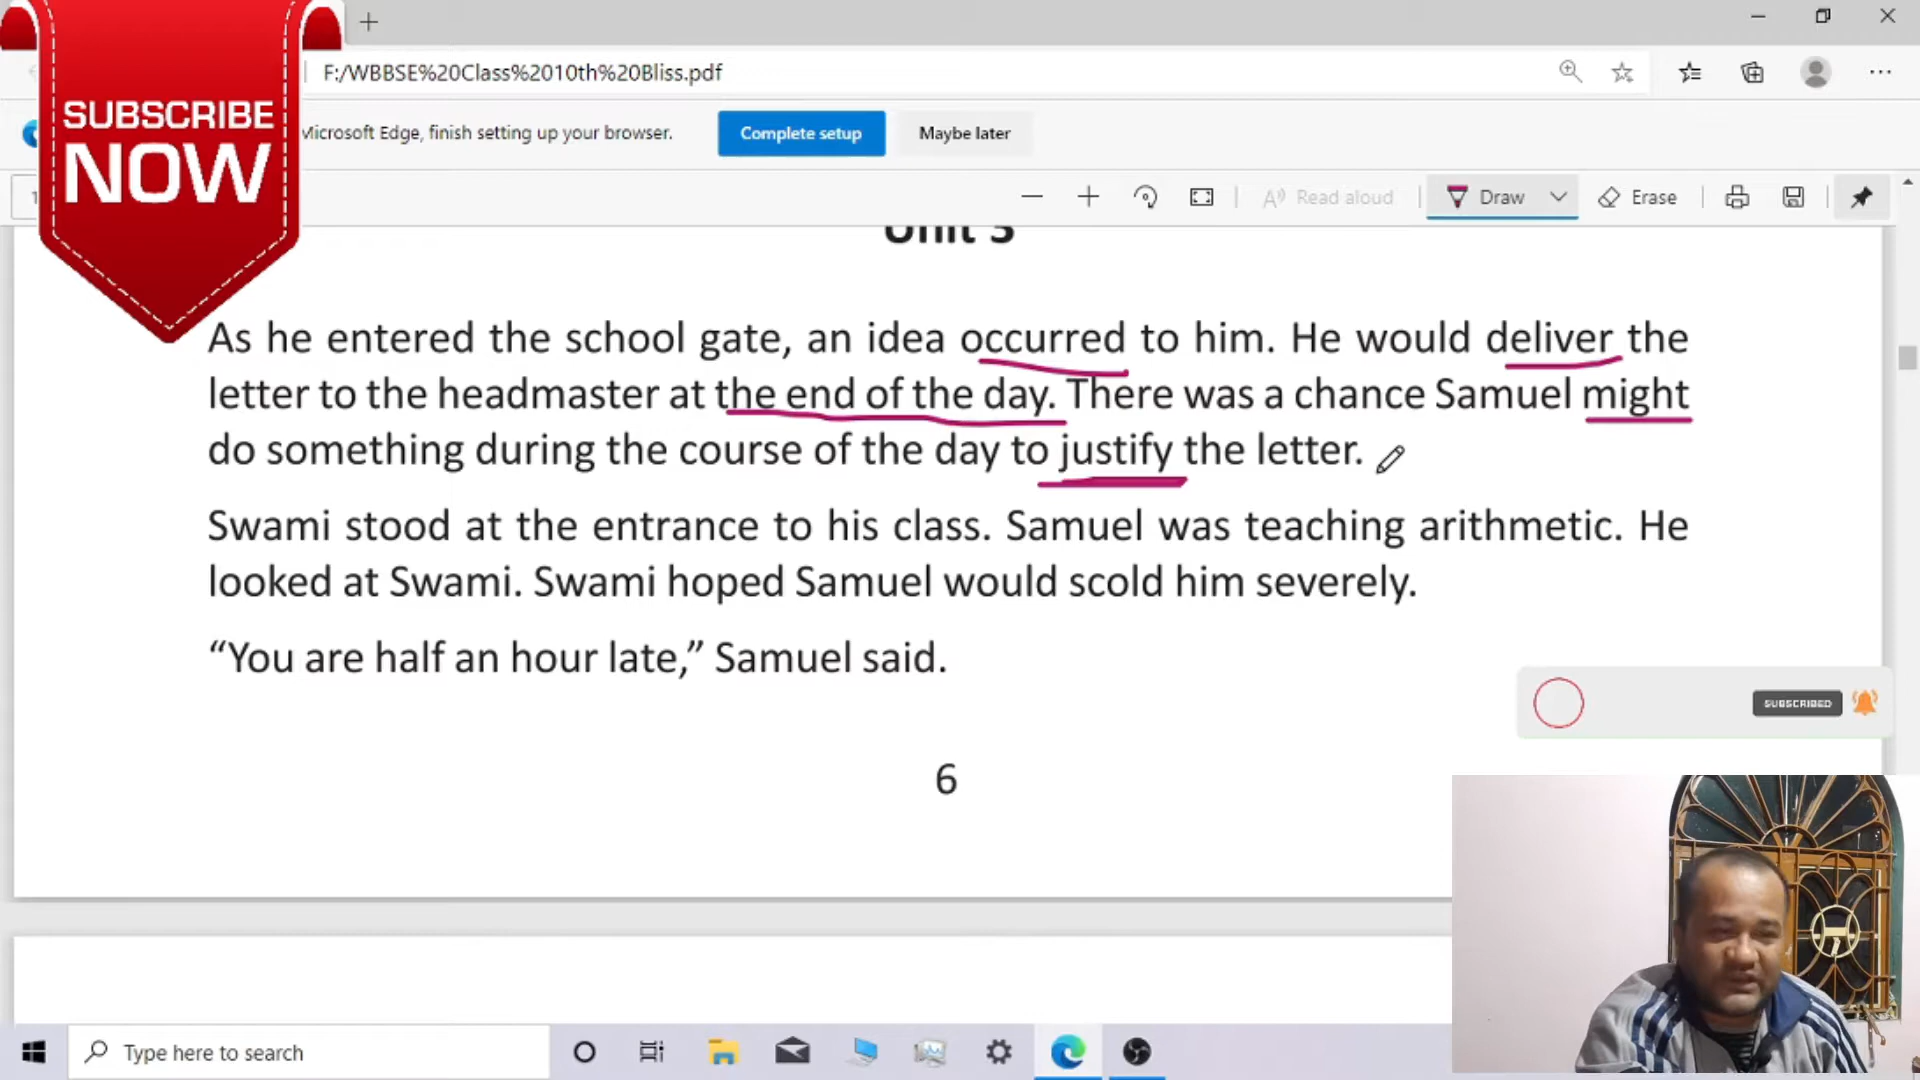 F:/WBBSE%20Class%2010th%20Bliss.pdf
SUBSCRIBE
NOW
Microsoft Edge, finish setting up your browser.
Complete setup
Maybe later
Read aloud
Draw
Erase
Unit 3
As he entered the school gate, an idea occurred to him. He would deliver the
letter to the headmaster at the end of the day. There was a chance Samuel might
do something during the course of the day to justify the letter.
Swami stood at the entrance to his class. Samuel was teaching arithmetic. He
looked at Swami. Swami hoped Samuel would scold him severely.
“You are half an hour late,” Samuel said.
SUBSCRIBED
6
Type here to search